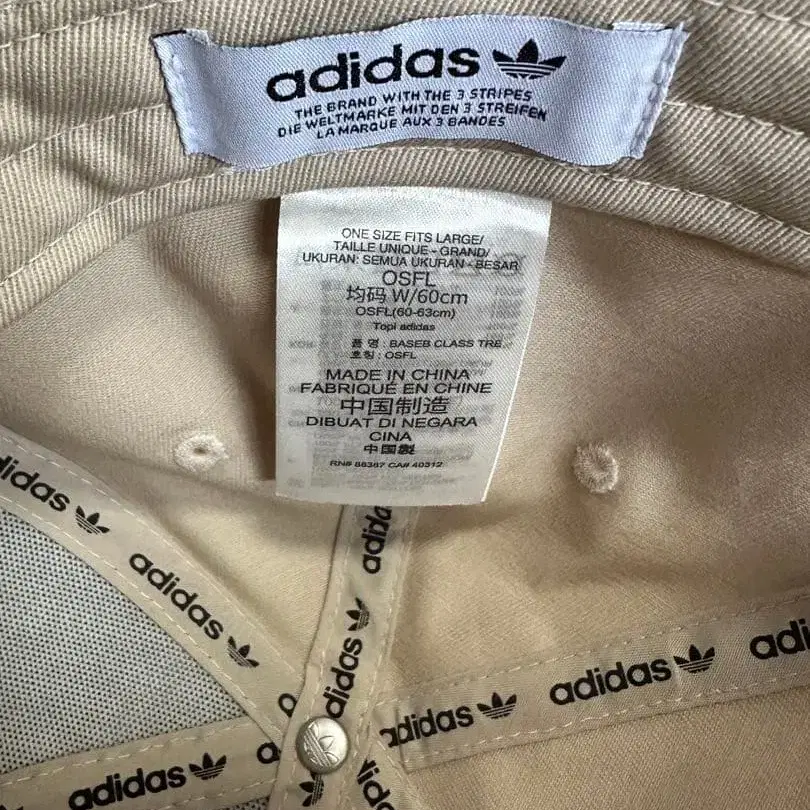 adidas
THE BRAND WITH THE 3 STRIPES
DIE WELTMARKE MIT DEN 3 STREIFEN
LA MARQUE AUX 3 BANDES
ONE SIZE FITS LARGE/
TAILLE UNIQUE - GRAND/
UKURAN: SEMUA UKURAN - BESAR
OSFL
均码 W/60cm
OSFL(60-63cm)
Topi adidas
품 명 : BASEB CLASS TRE
호칭 : OSFL
MADE IN CHINA
FABRIQUÉ EN CHINE
中国制造
DIBUAT DI NEGARA
CINA
中国製
RN# 88387 CA# 40312
adidas
adidas
adidas
adidas
adidas
adidas
adidas